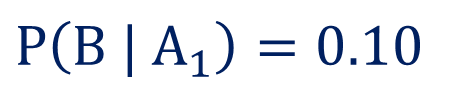 P(B | A₁) = 0.10